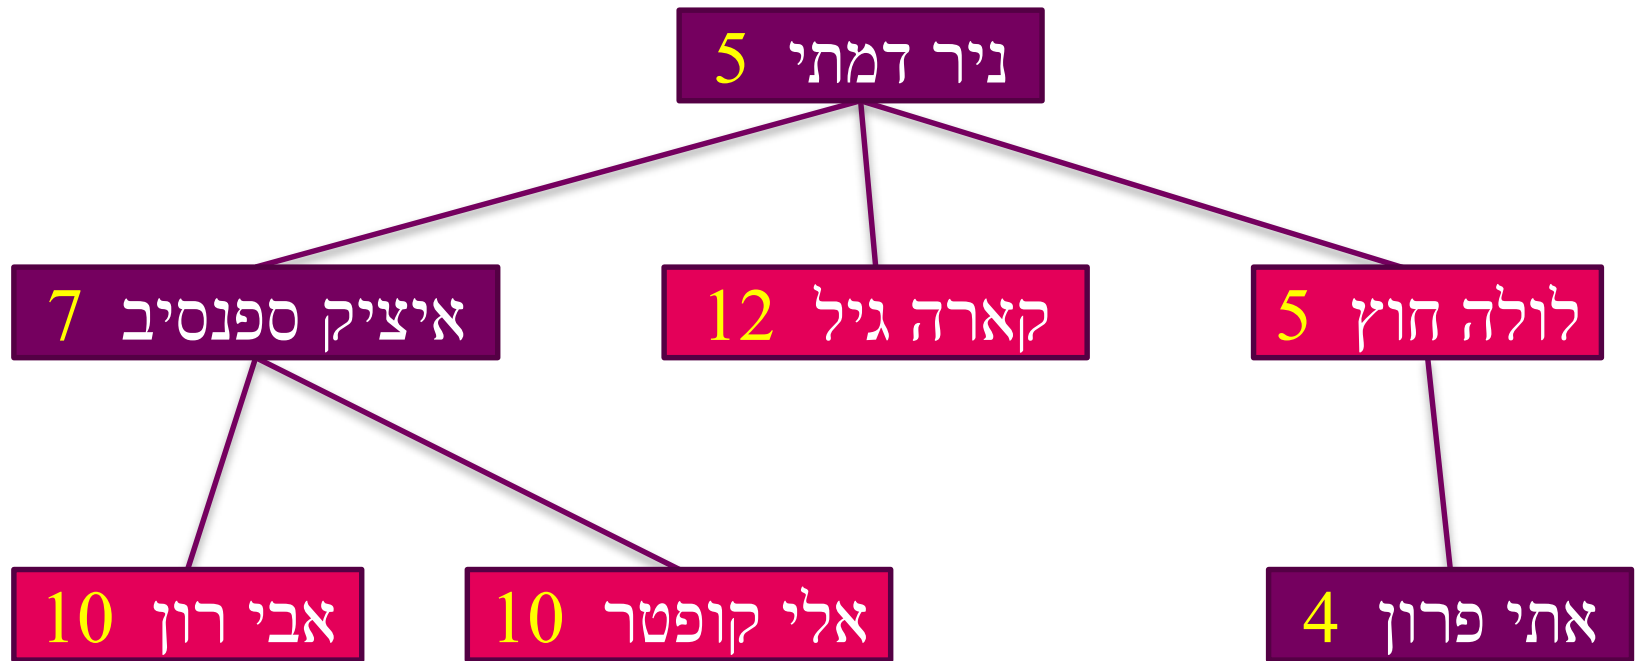 ניר דמתי 5
לולה חוץ 5
קארה גיל 12
איציק ספנסיב 7
אתי פרון 4
אלי קופטר 10
אבי רון 10